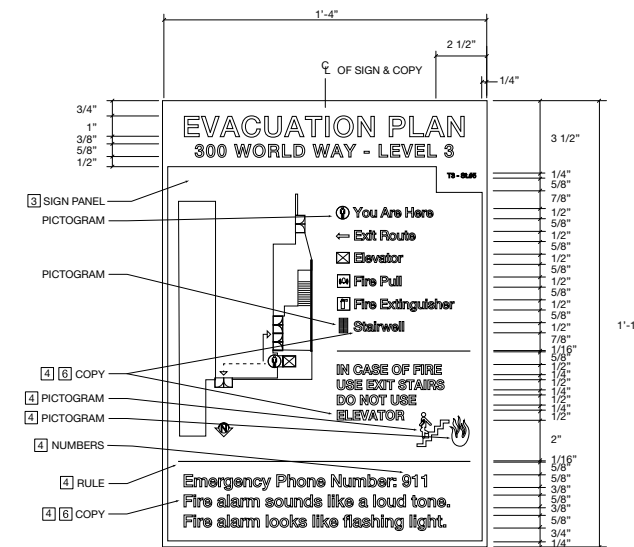 1'-4"
2 1/2"
℄ OF SIGN & COPY
1/4"
3/4"
1"
3/8"
5/8"
1/2"
EVACUATION PLAN
300 WORLD WAY - LEVEL 3
3 1/2"
T3 - St.05
3 SIGN PANEL
PICTOGRAM
You Are Here
Exit Route
Elevator
PICTOGRAM
Fire Pull
Fire Extinguisher
Stairwell
1/4"
5/8"
7/8"
1/2"
5/8"
1/2"
5/8"
1/2"
5/8"
1/2"
5/8"
1/2"
5/8"
1/2"
7/8"
1/16"
5/8"
1/2"
1/4"
1/2"
1/4"
1/2"
1/4"
1/2"
2"
1/16"
5/8"
5/8"
3/8"
5/8"
3/8"
5/8"
3/4"
1/4"
1'-1
4 6 COPY
IN CASE OF FIRE
USE EXIT STAIRS
DO NOT USE
ELEVATOR
4 PICTOGRAM
4 PICTOGRAM
N
4 NUMBERS
4 RULE
Emergency Phone Number: 911
4 6 COPY
Fire alarm sounds like a loud tone.
Fire alarm looks like flashing light.